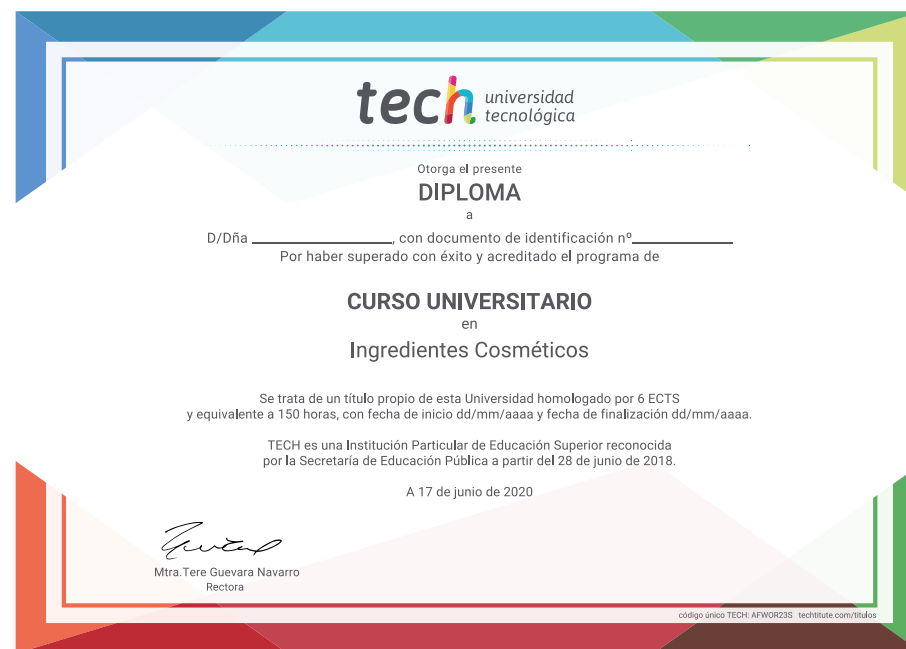 tech universidad
tecnológica
Otorga el presente
DIPLOMA
a
D/Dña ____________________, con documento de identificación nº______________
Por haber superado con éxito y acreditado el programa de
CURSO UNIVERSITARIO
en
Ingredientes Cosméticos
Se trata de un título propio de esta Universidad homologado por 6 ECTS
y equivalente a 150 horas, con fecha de inicio dd/mm/aaaa y fecha de finalización dd/mm/aaaa.
TECH es una Institución Particular de Educación Superior reconocida
por la Secretaría de Educación Pública a partir del 28 de junio de 2018.
A 17 de junio de 2020
Mtra.Tere Guevara Navarro
Rectora
código único TECH: AFWOR23S techtitute.com/titulos